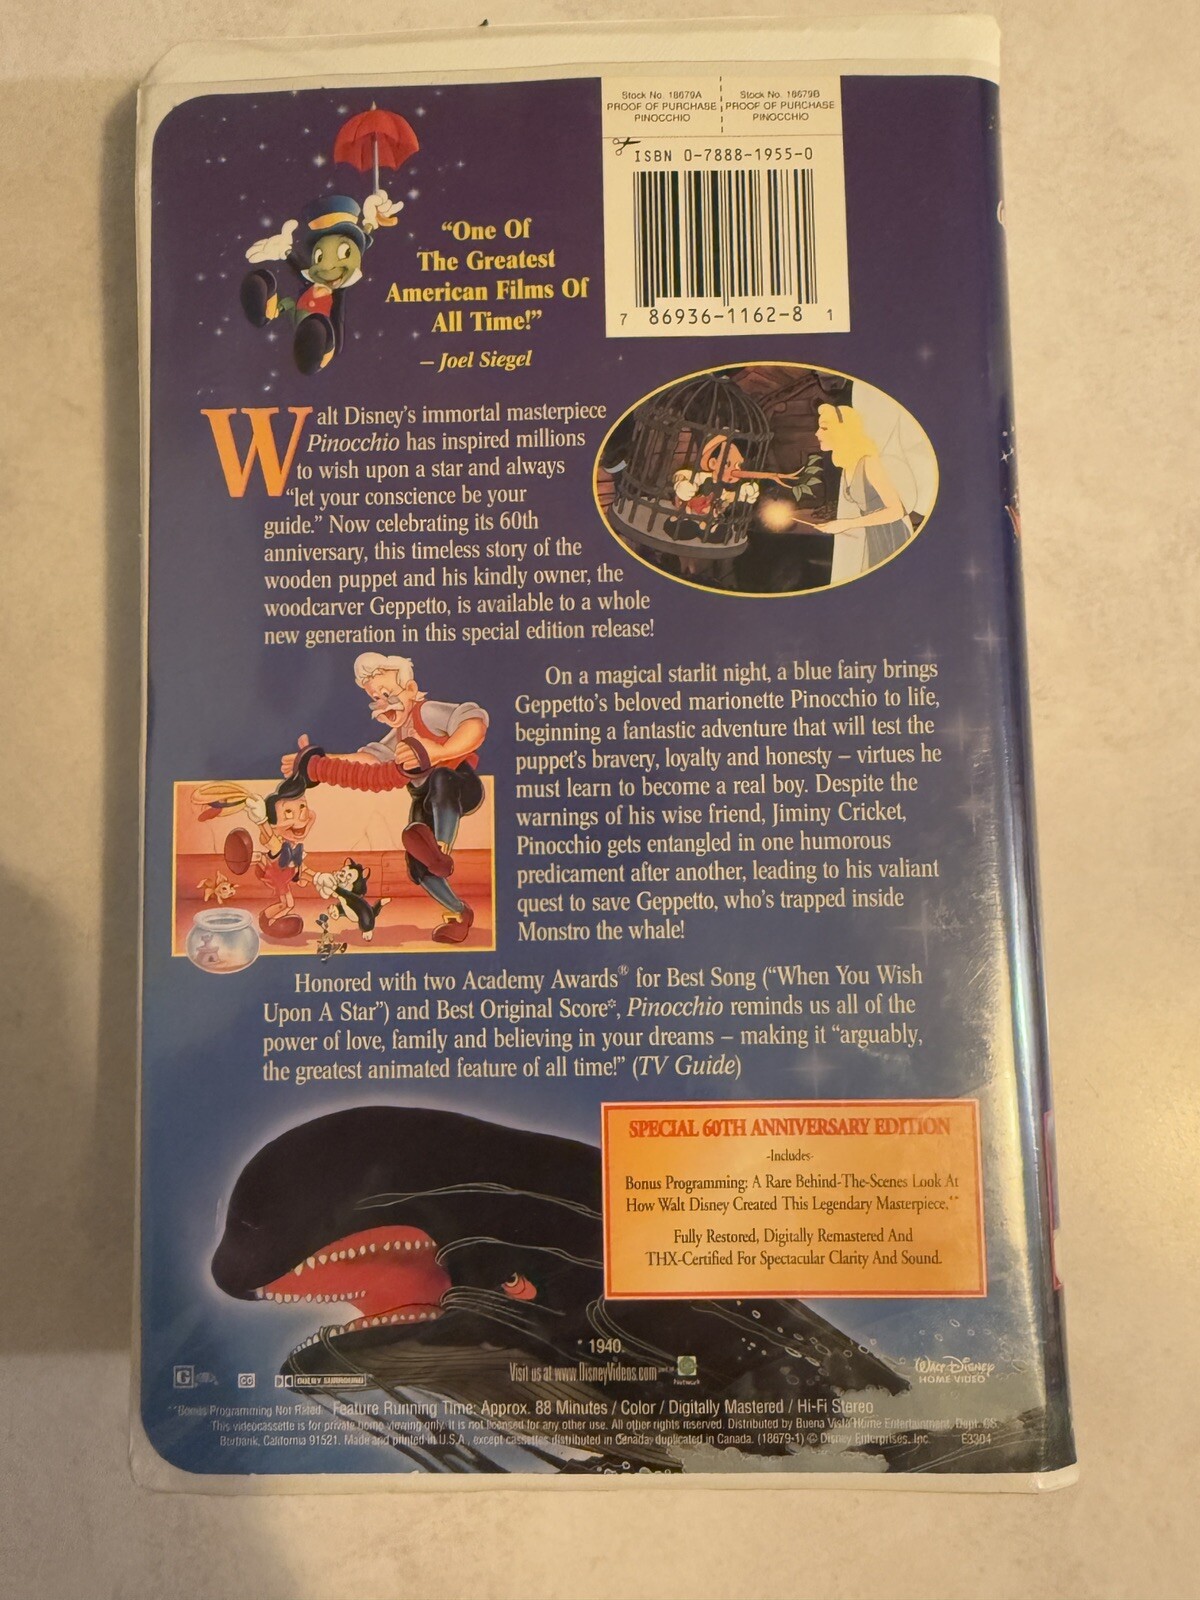 Stock No. 18679A
PROOF OF PURCHASE
PINOCCHIO
Stock No. 18679B
PROOF OF PURCHASE
PINOCCHIO
ISBN 0-7888-1955-0
7 86936-1162-8 1
“One Of
The Greatest
American Films Of
All Time!”
– Joel Siegel
Walt Disney's immortal masterpiece
Pinocchio has inspired millions
to wish upon a star and always
“let your conscience be your
guide.” Now celebrating its 60th
anniversary, this timeless story of the
wooden puppet and his kindly owner, the
woodcarver Geppetto, is available to a whole
new generation in this special edition release!
On a magical starlit night, a blue fairy brings
Geppetto's beloved marionette Pinocchio to life,
beginning a fantastic adventure that will test the
puppet's bravery, loyalty and honesty – virtues he
must learn to become a real boy. Despite the
warnings of his wise friend, Jiminy Cricket,
Pinocchio gets entangled in one humorous
predicament after another, leading to his valiant
quest to save Geppetto, who's trapped inside
Monstro the whale!
Honored with two Academy Awards® for Best Song (“When You Wish
Upon A Star”) and Best Original Score*, Pinocchio reminds us all of the
power of love, family and believing in your dreams – making it “arguably,
the greatest animated feature of all time!” (TV Guide)
SPECIAL 60TH ANNIVERSARY EDITION
-Includes-
Bonus Programming: A Rare Behind-The-Scenes Look At
How Walt Disney Created This Legendary Masterpiece.**
Fully Restored, Digitally Remastered And
THX-Certified For Spectacular Clarity And Sound.
* 1940.
Visit us at www.DisneyVideos.com
Network
WALT DISNEY
HOME VIDEO
G
CC
DOLBY SURROUND
**Bonus Programming Not Rated. Feature Running Time: Approx. 88 Minutes / Color / Digitally Mastered / Hi-Fi Stereo
This videocassette is for private home viewing only. It is not licensed for any other use. All other rights reserved. Distributed by Buena Vista Home Entertainment, Dept. CS,
Burbank, California 91521. Made and printed in U.S.A., except cassettes distributed in Canada, duplicated in Canada. (18679-1) © Disney Enterprises, Inc. E3304